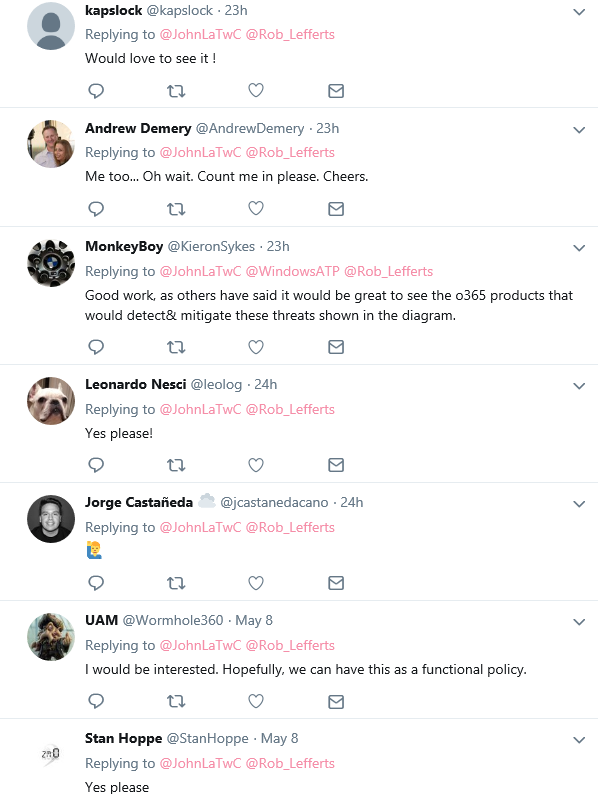 kapslock @kapslock · 23h
Replying to @JohnLaTwC @Rob_Lefferts
Would love to see it !
Andrew Demery @AndrewDemery · 23h
Replying to @JohnLaTwC @Rob_Lefferts
Me too... Oh wait. Count me in please. Cheers.
MonkeyBoy @KieronSykes · 23h
Replying to @JohnLaTwC @WindowsATP @Rob_Lefferts
Good work, as others have said it would be great to see the o365 products that
would detect& mitigate these threats shown in the diagram.
Leonardo Nesci @leolog · 24h
Replying to @JohnLaTwC @Rob_Lefferts
Yes please!
Jorge Castañeda ☁️ @jcastanedacano · 24h
Replying to @JohnLaTwC @Rob_Lefferts
🙋‍♂️
UAM @Wormhole360 · May 8
Replying to @JohnLaTwC @Rob_Lefferts
I would be interested. Hopefully, we can have this as a functional policy.
Stan Hoppe @StanHoppe · May 8
Replying to @JohnLaTwC @Rob_Lefferts
Yes please